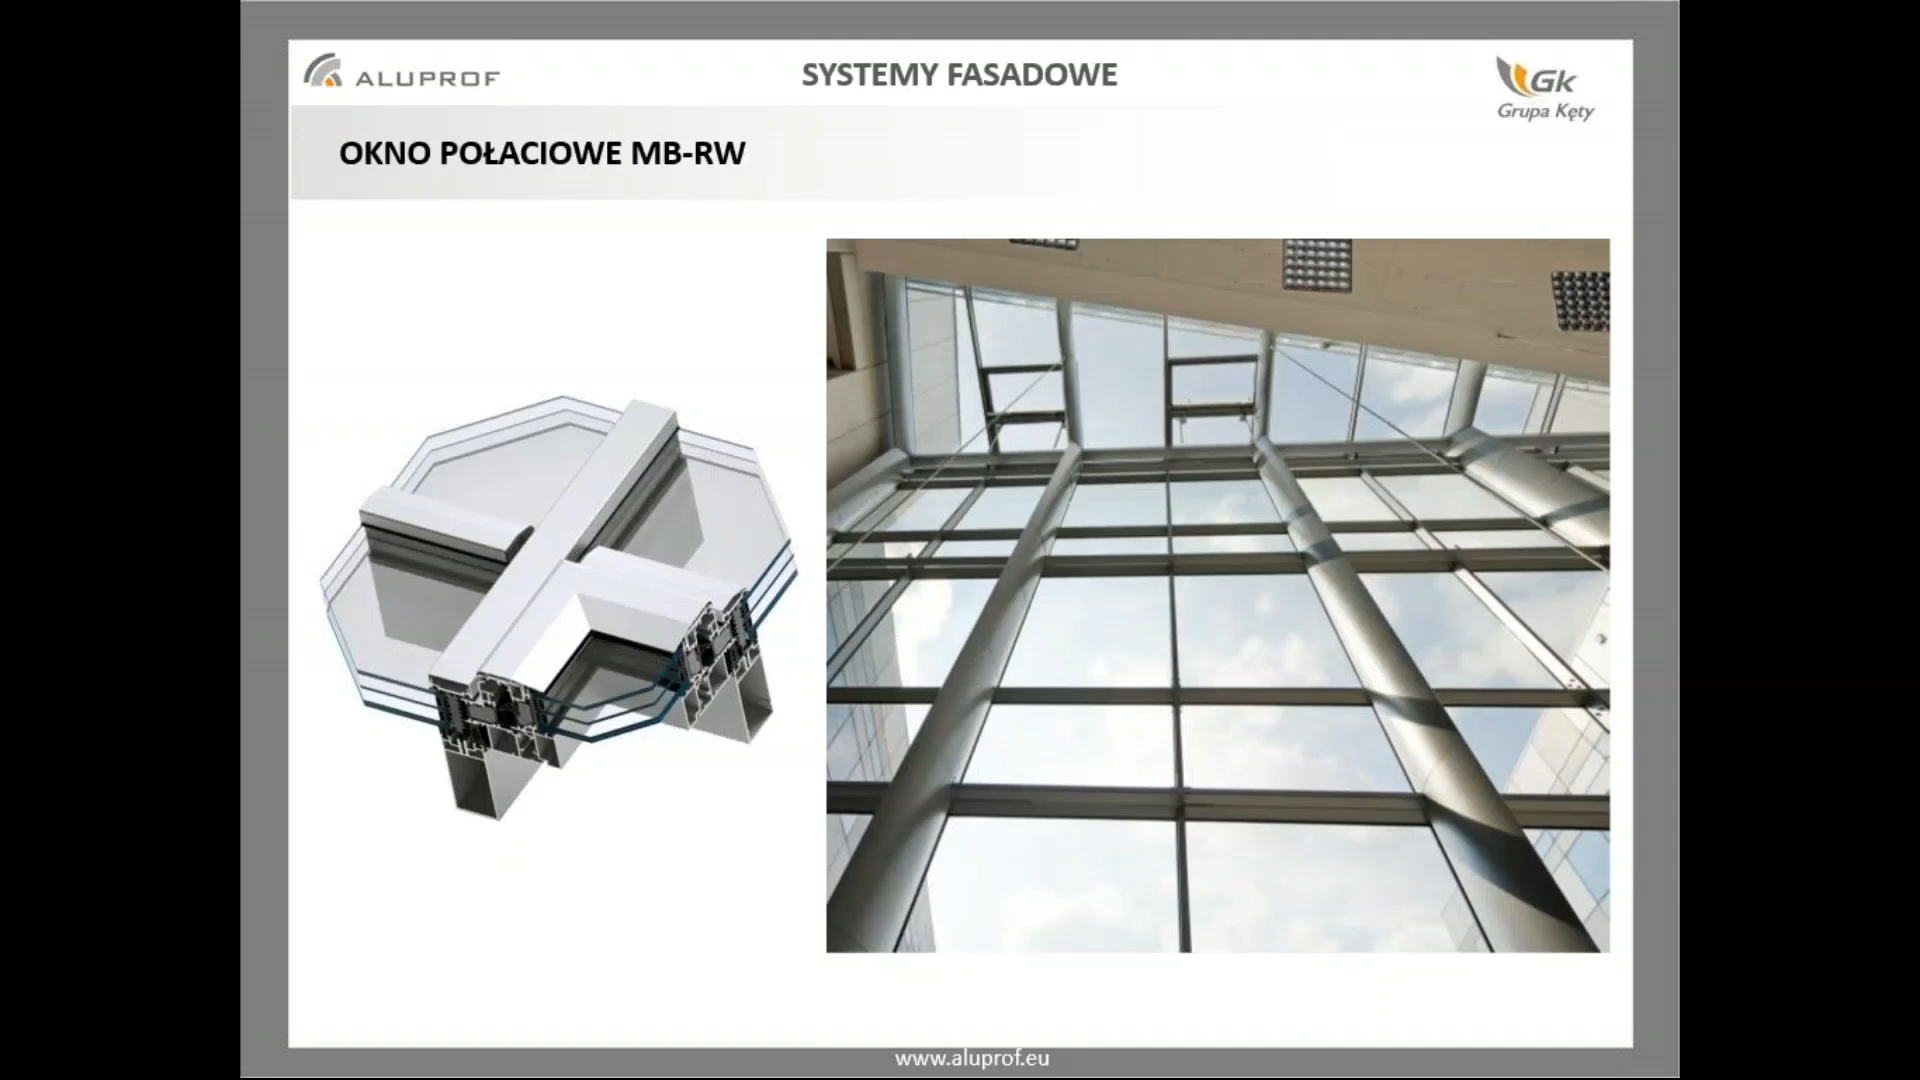 ALUPROF
SYSTEMY FASADOWE
Gk
Grupa Kęty
OKNO POŁACIOWE MB-RW
www.aluprof.eu